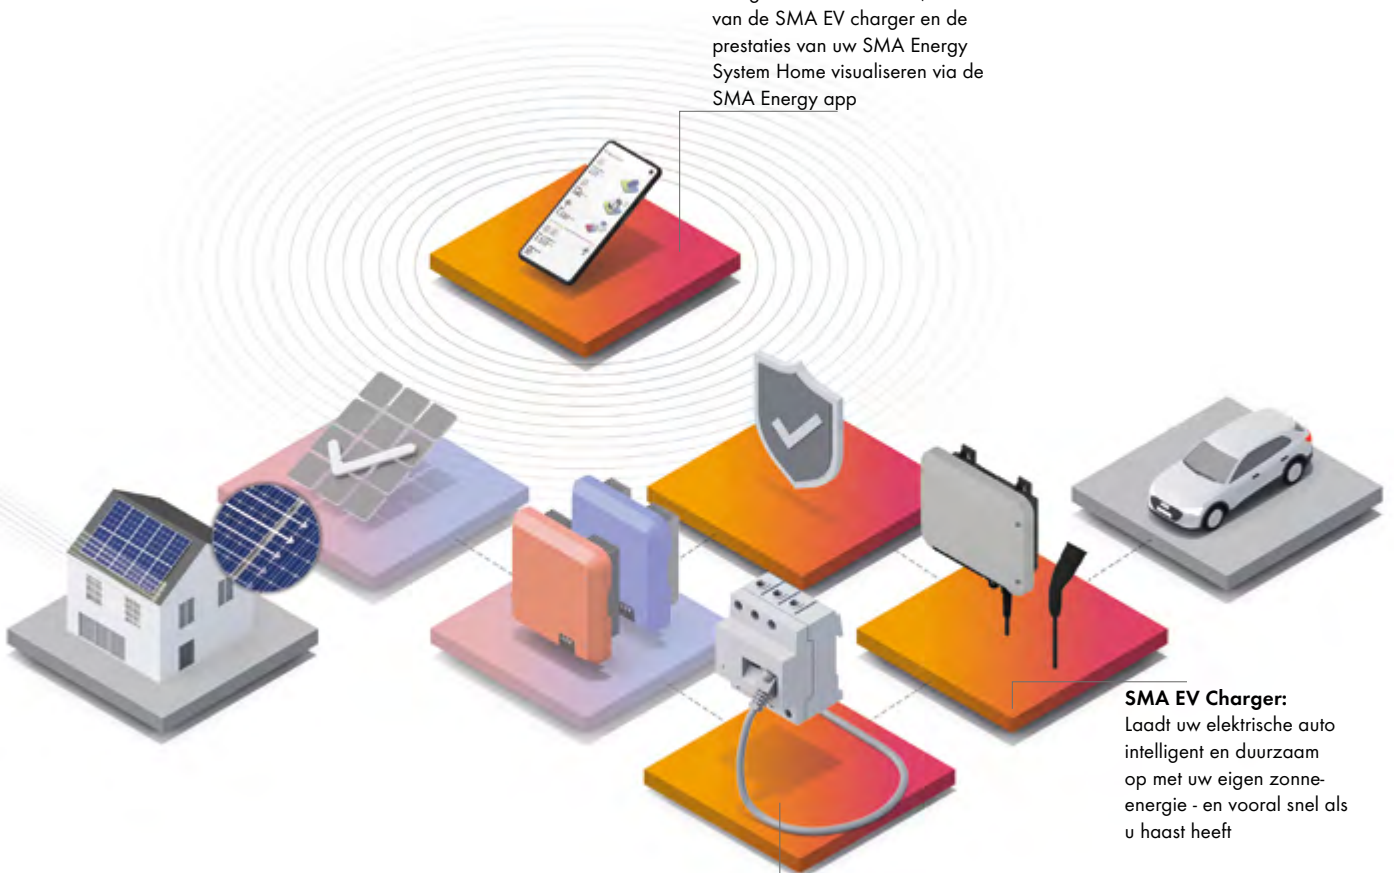 van de SMA EV charger en de
prestaties van uw SMA Energy
System Home visualiseren via de
SMA Energy app
SMA EV Charger:
Laadt uw elektrische auto
intelligent en duurzaam
op met uw eigen zonne-
energie - en vooral snel als
u haast heeft